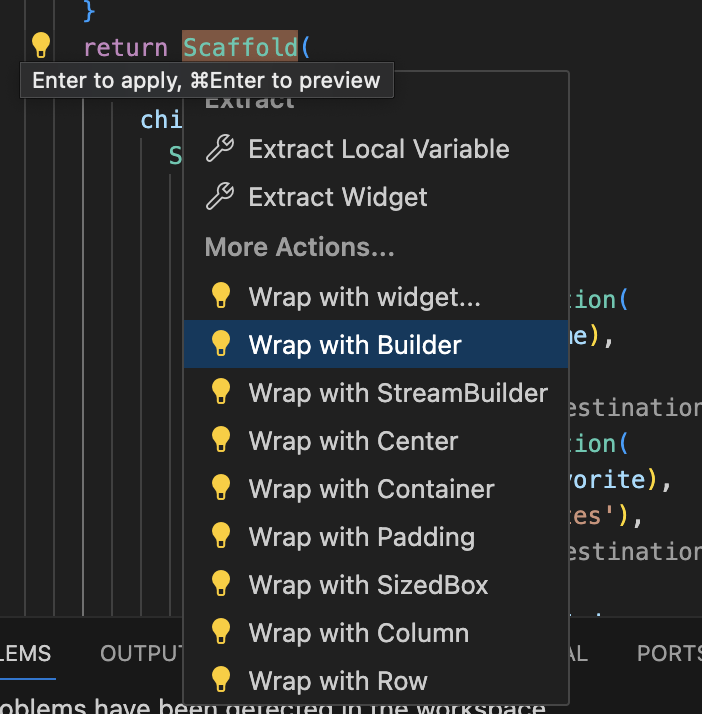 }
return Scaffold(
Enter to apply, ⌘Enter to preview
Extract
chi
Extract Local Variable
S
Extract Widget
More Actions...
Wrap with widget...
tion(
Wrap with Builder
me),
Wrap with StreamBuilder
estination
Wrap with Center
tion(
Wrap with Container
vorite),
Wrap with Padding
tes'),
estination
Wrap with SizedBox
Wrap with Column
LEMS
OUTPUT
AL
PORTS
Wrap with Row
oblems have been detected in the workspace